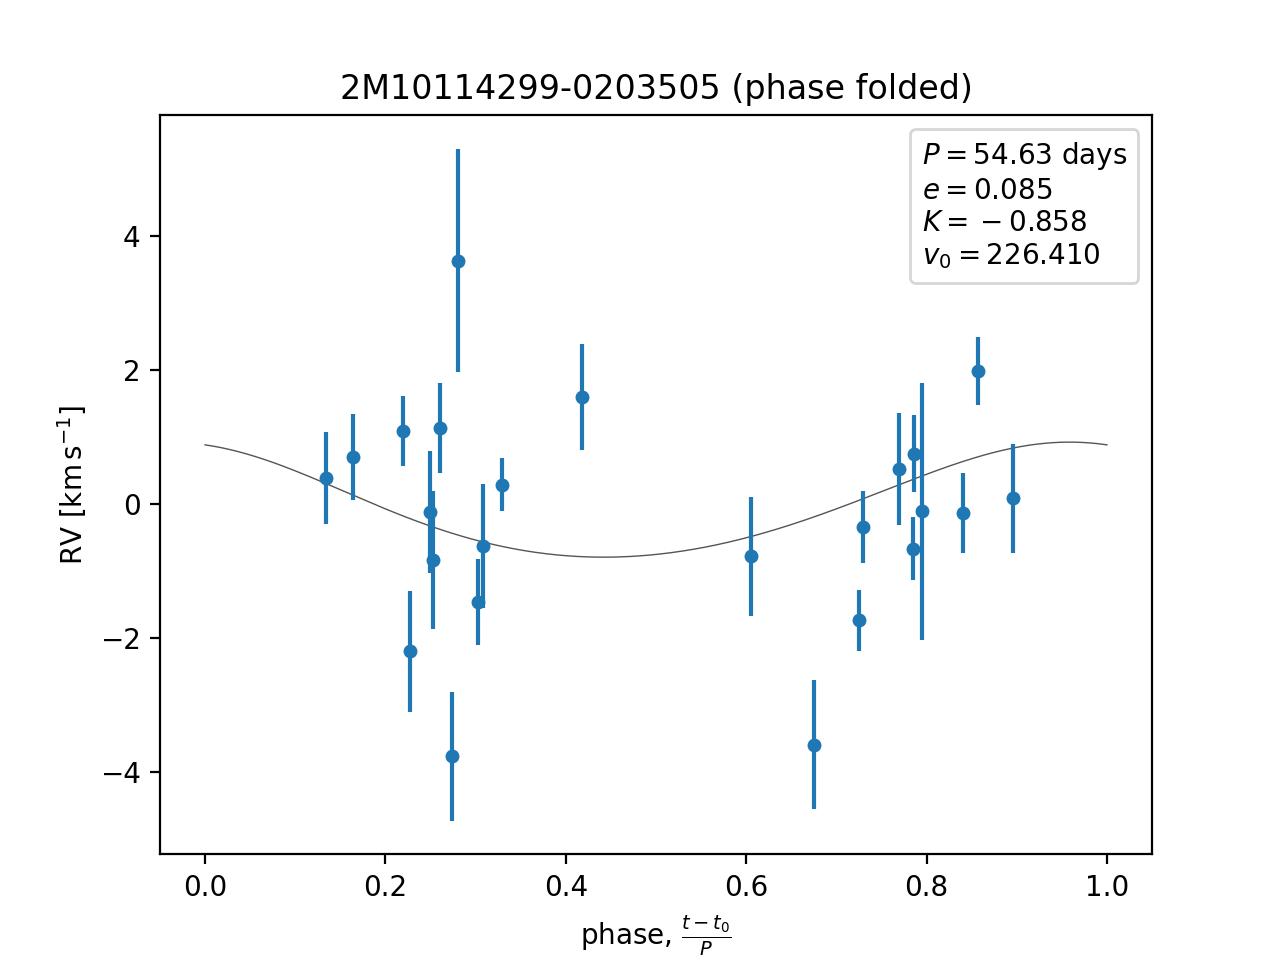 2M10114299-0203505 (phase folded)
P = 54.63 days
e = 0.085
K = −0.858
v₀ = 226.410
RV [km s⁻¹]
4
2
0
−2
−4
0.0 0.2 0.4 0.6 0.8 1.0
phase, (t − t₀)/P